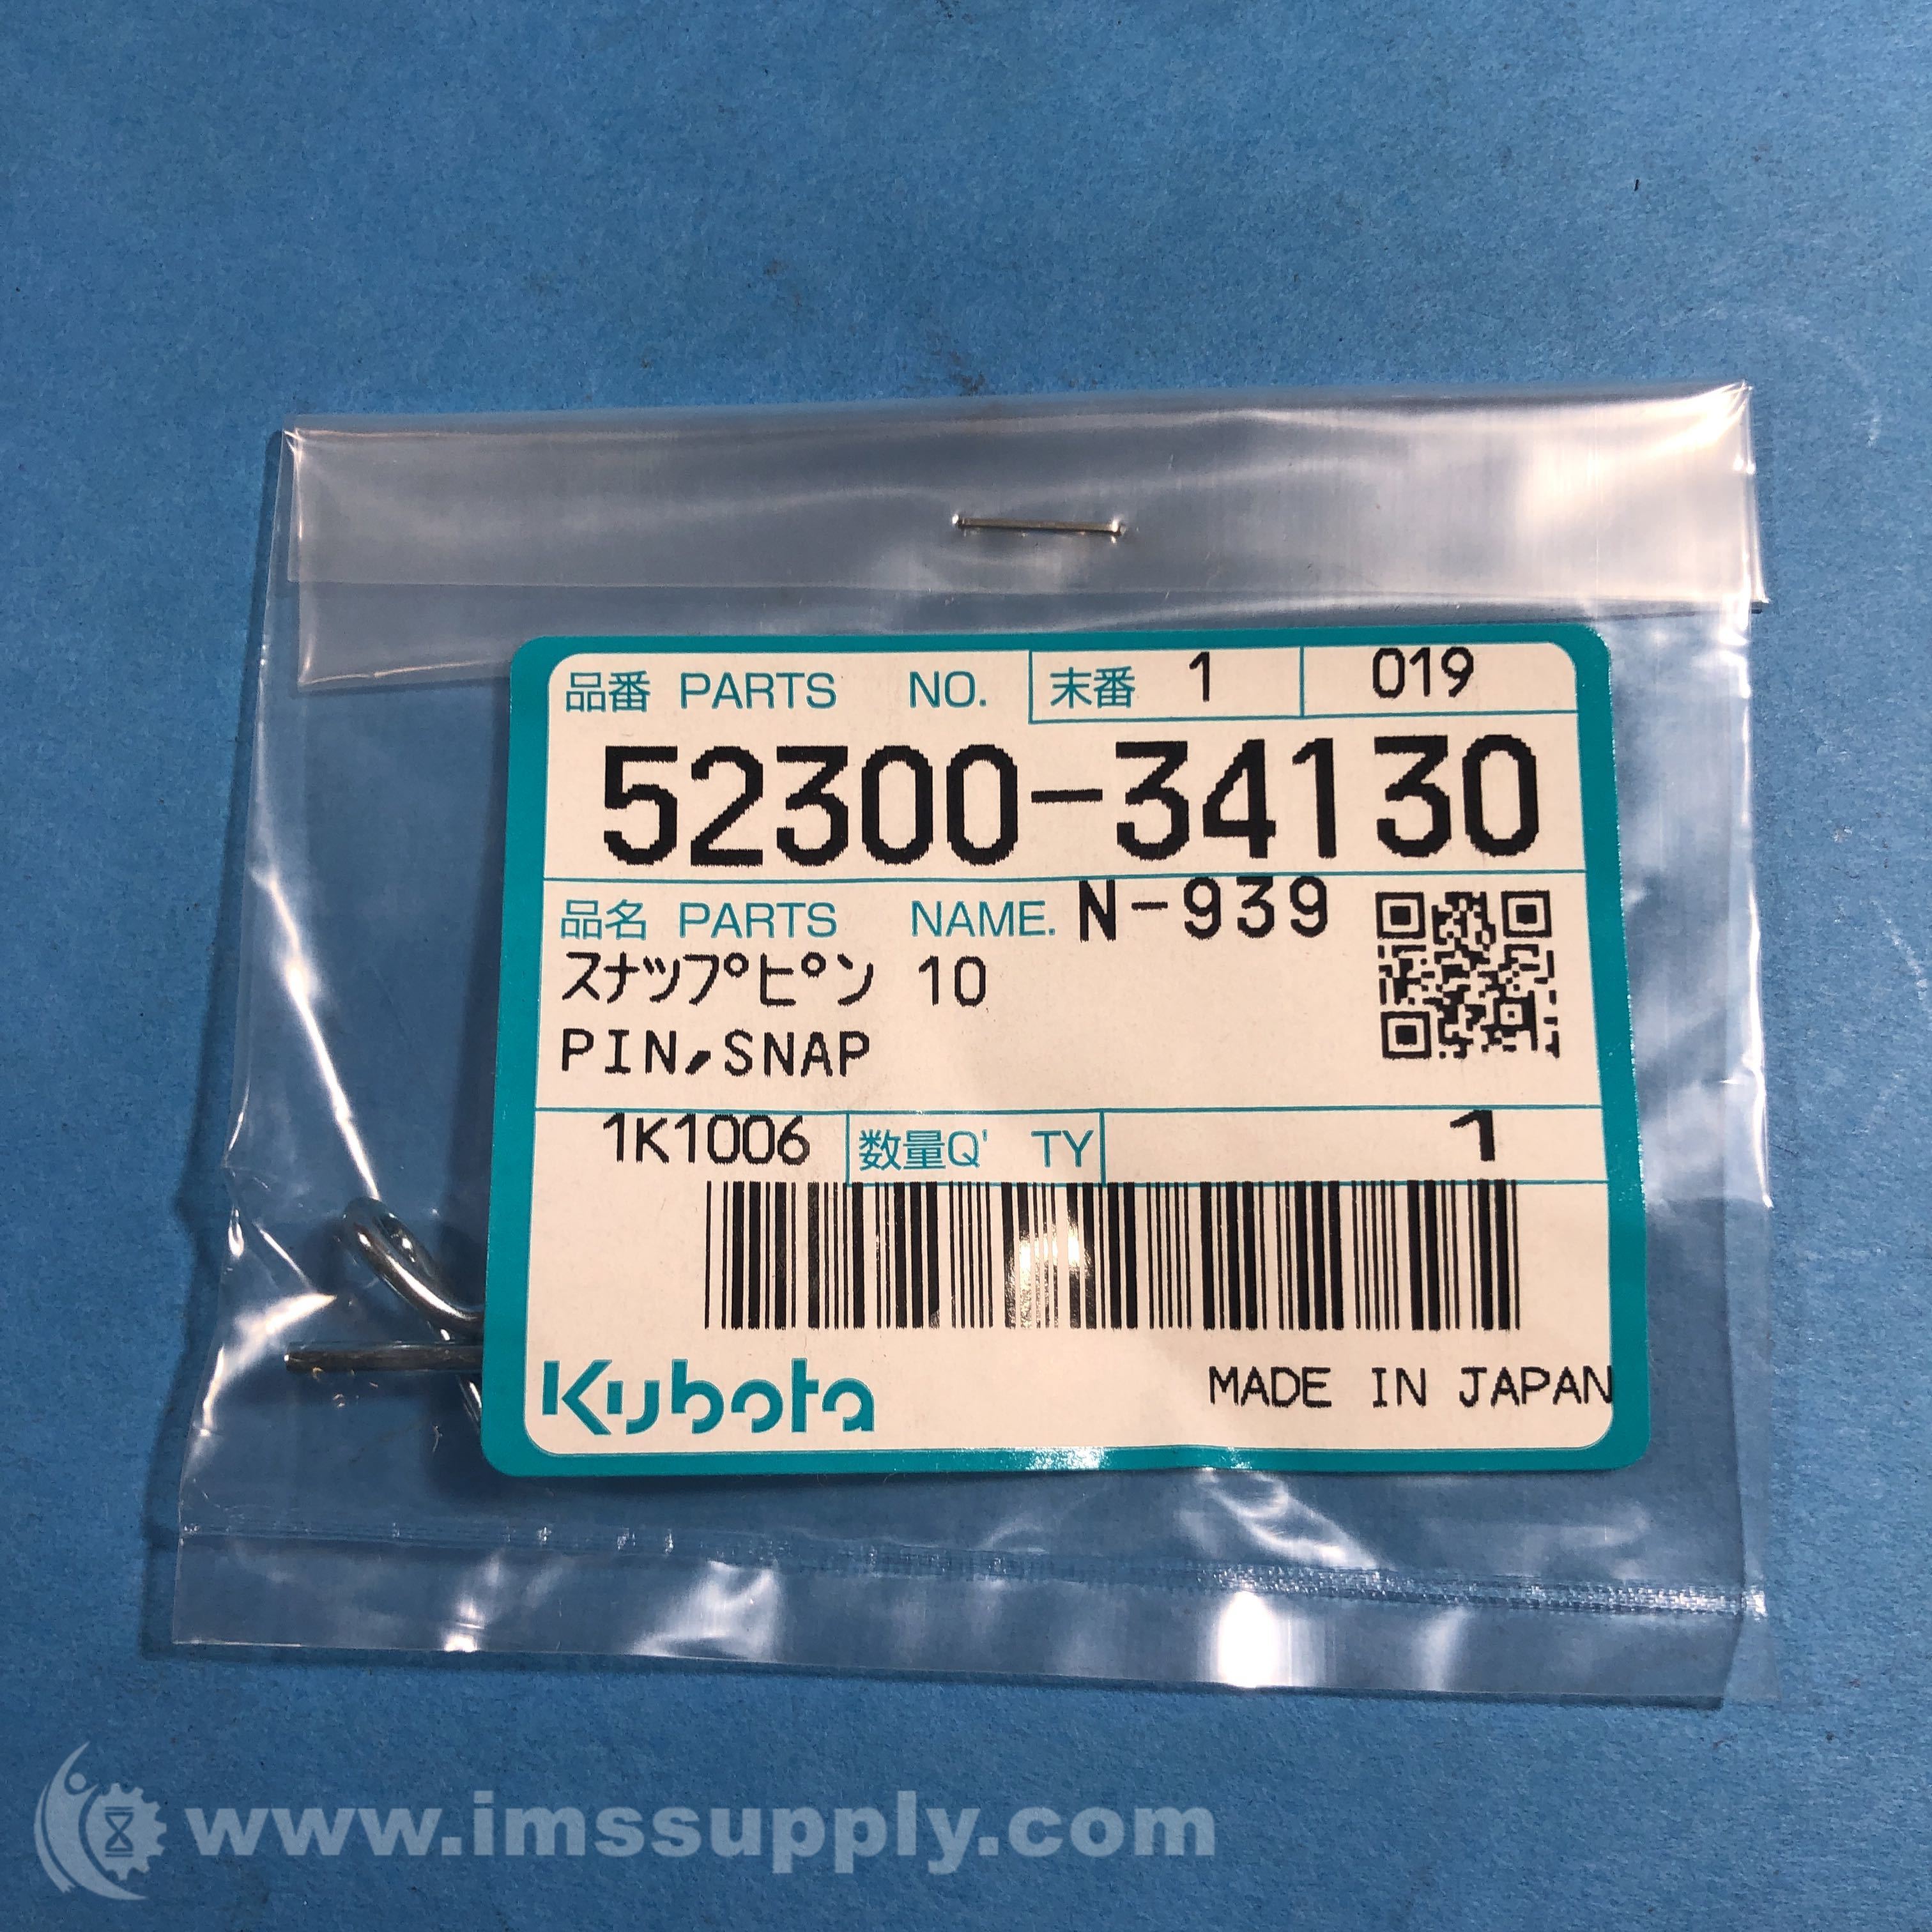 品番 PARTS NO. 末番 1 019
52300-34130
品名 PARTS NAME. N-939
スナップピン 10
PIN,SNAP
1K1006 数量Q'TY 1
Kubota MADE IN JAPAN
www.imssupply.com